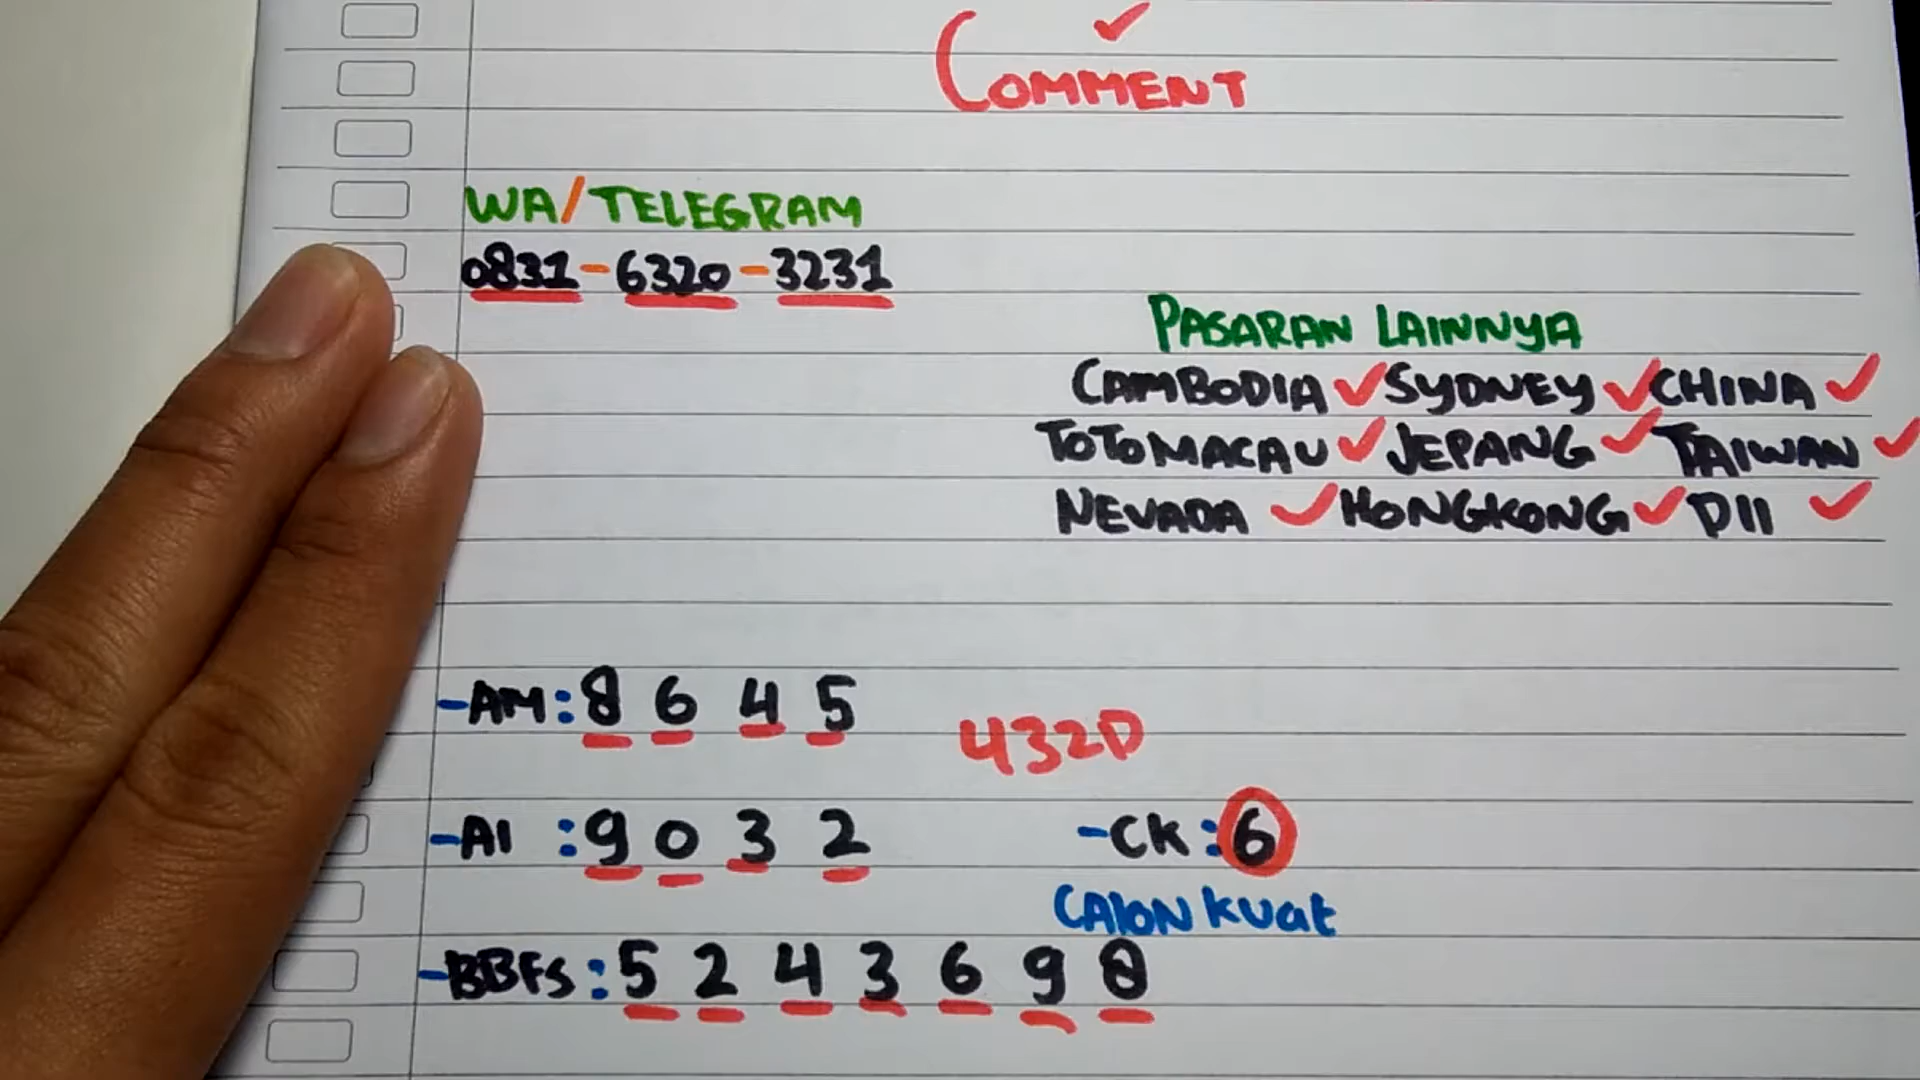 COMMENT
WA/TELEGRAM
0831-6320-3231
PASARAN LAINNYA
CAMBODIA ✓ SYDNEY ✓ CHINA ✓
TOTOMACAU ✓ JEPANG ✓ TAIWAN ✓
NEVADA ✓ HONGKONG ✓ Dll ✓
-AM: 8 6 4 5
432D
-AI : 9 0 3 2
-CK: 6
CALON KUAT
-BBFS: 5 2 4 3 6 9 8